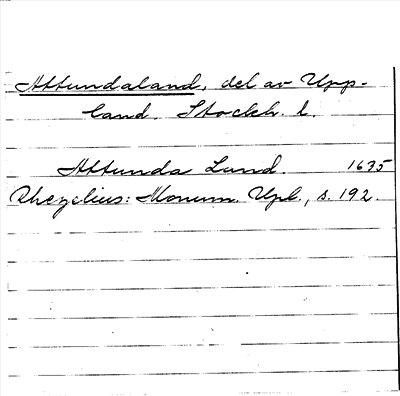 Attundaland, del av Upp-
land. Stockh. l.
Attunda Land. 1635
Rhezelius: Monum. Upl., s. 192.